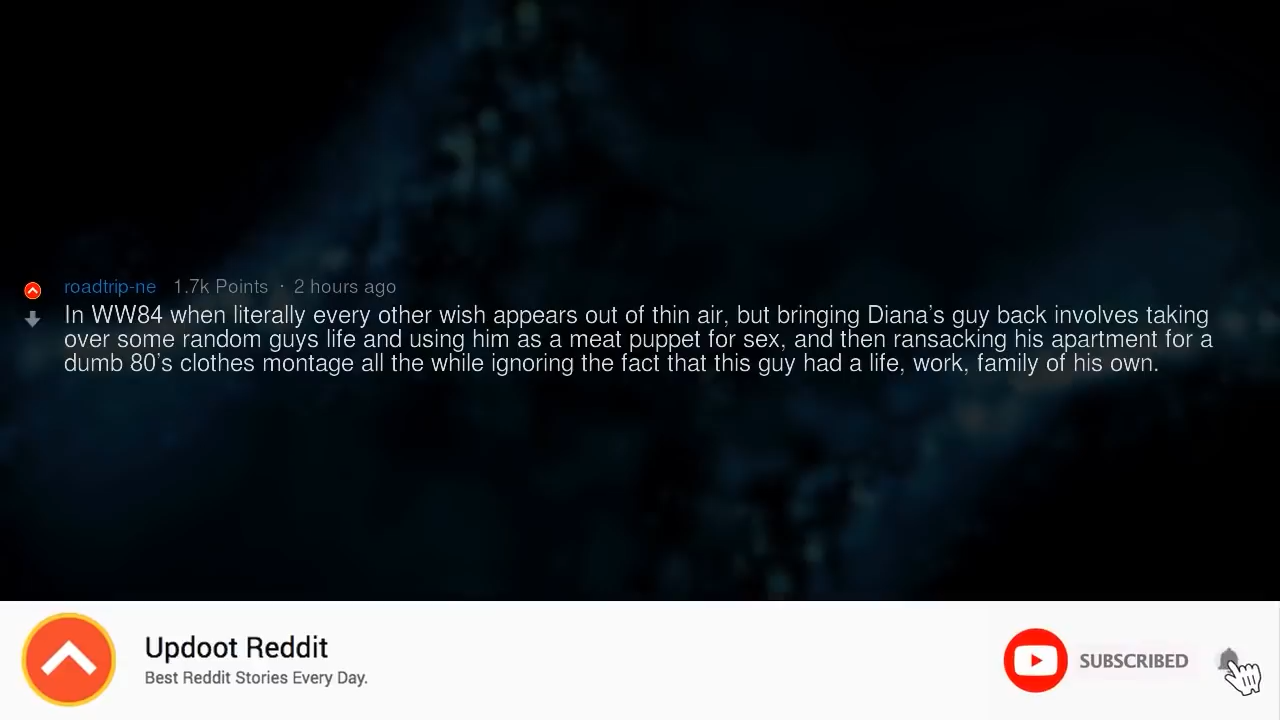 roadtrip-ne 1.7k Points · 2 hours ago
In WW84 when literally every other wish appears out of thin air, but bringing Diana's guy back involves taking
over some random guys life and using him as a meat puppet for sex, and then ransacking his apartment for a
dumb 80's clothes montage all the while ignoring the fact that this guy had a life, work, family of his own.
Updoot Reddit
Best Reddit Stories Every Day.
SUBSCRIBED